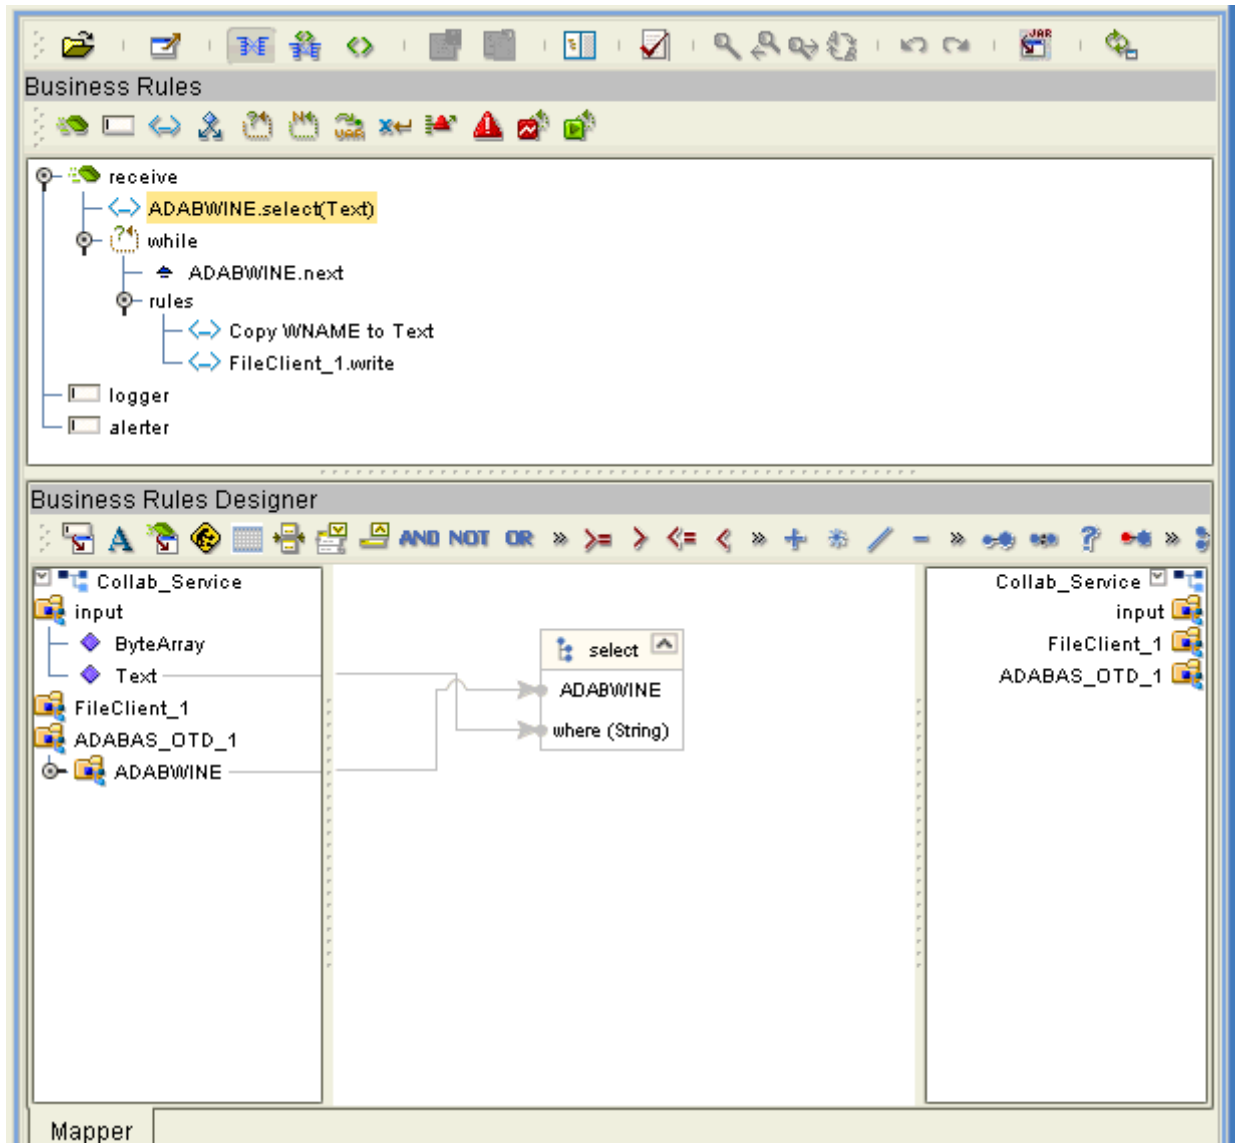 JAR
Business Rules
VAR
receive
ADABWINE.select(Text)
while
ADABWINE.next
rules
Copy WNAME to Text
FileClient_1.write
logger
alerter
Business Rules Designer
A AND NOT OR » >= > <= < » + / - » ? »
Collab_Service
input
ByteArray
Text
FileClient_1
ADABAS_OTD_1
ADABWINE
select
ADABWINE
where (String)
Collab_Service
input
FileClient_1
ADABAS_OTD_1
Mapper